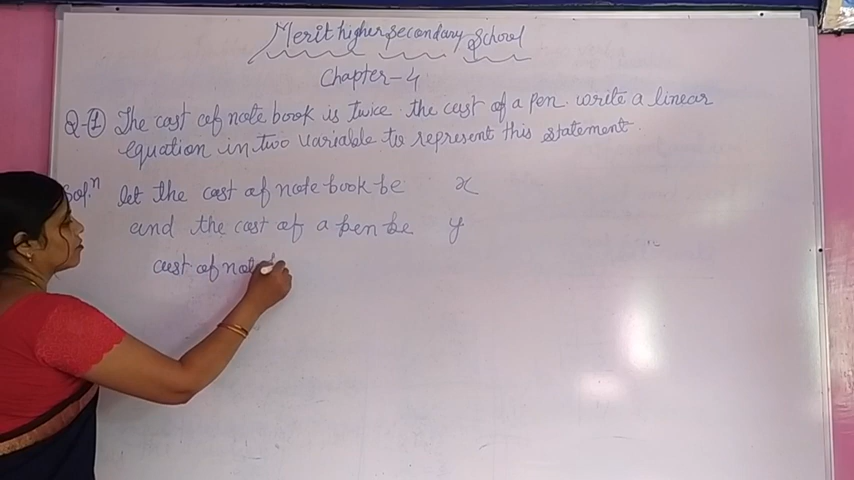 Merit higher secondary School
Chapter-4
Q-(1) The cost of note book is twice the cost of a pen. write a linear
equation in two variable to represent this statement.
Sol.n let the cost of note book be x
and the cost of a pen be y
cost of note